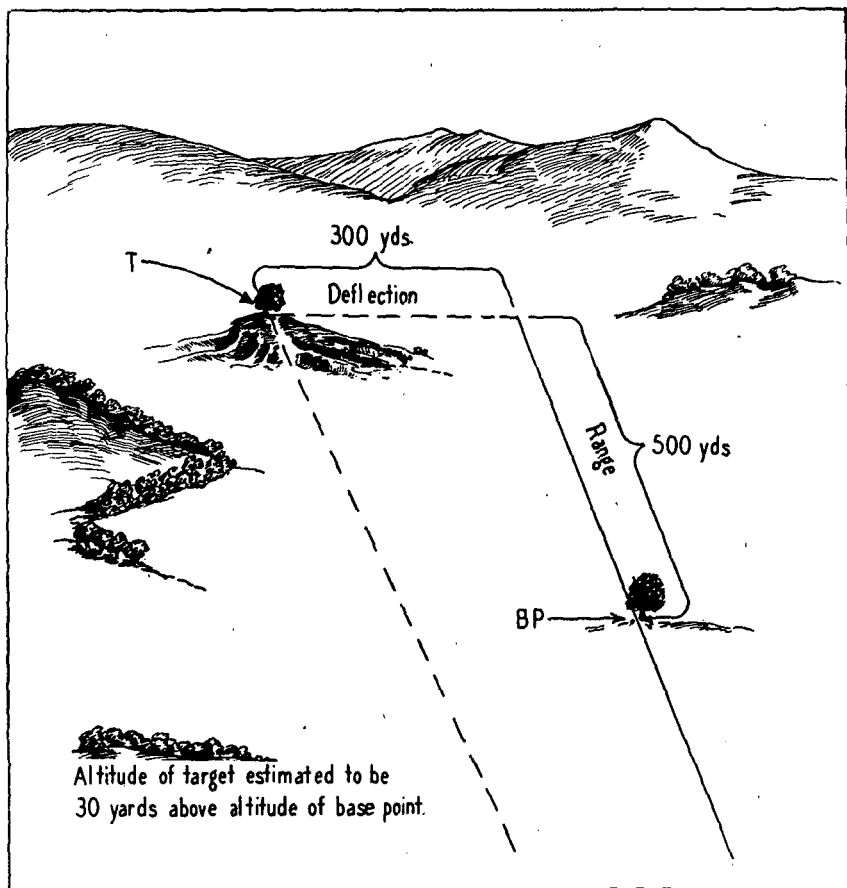 300 yds.
T
Deflection
Range
500 yds
BP
Altitude of target estimated to be
30 yards above altitude of base point.